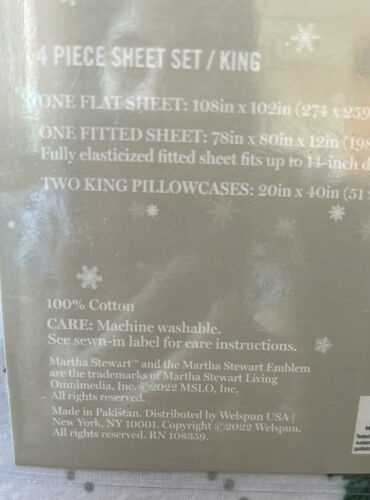 4 PIECE SHEET SET / KING
ONE FLAT SHEET: 108in x 102in (274 x 259
ONE FITTED SHEET: 78in x 80in x 12in (198
Fully elasticized fitted sheet fits up to 14-inch d
TWO KING PILLOWCASES: 20in x 40in (51 x
100% Cotton
CARE: Machine washable.
See sewn-in label for care instructions.
Martha Stewart™ and the Martha Stewart Emblem
are the trademarks of Martha Stewart Living
Omnimedia, Inc. ©2022 MSLO, Inc.
All rights reserved.
Made in Pakistan. Distributed by Welspun USA |
New York, NY 10001. Copyright ©2022 Welspun.
All rights reserved. RN 108359.